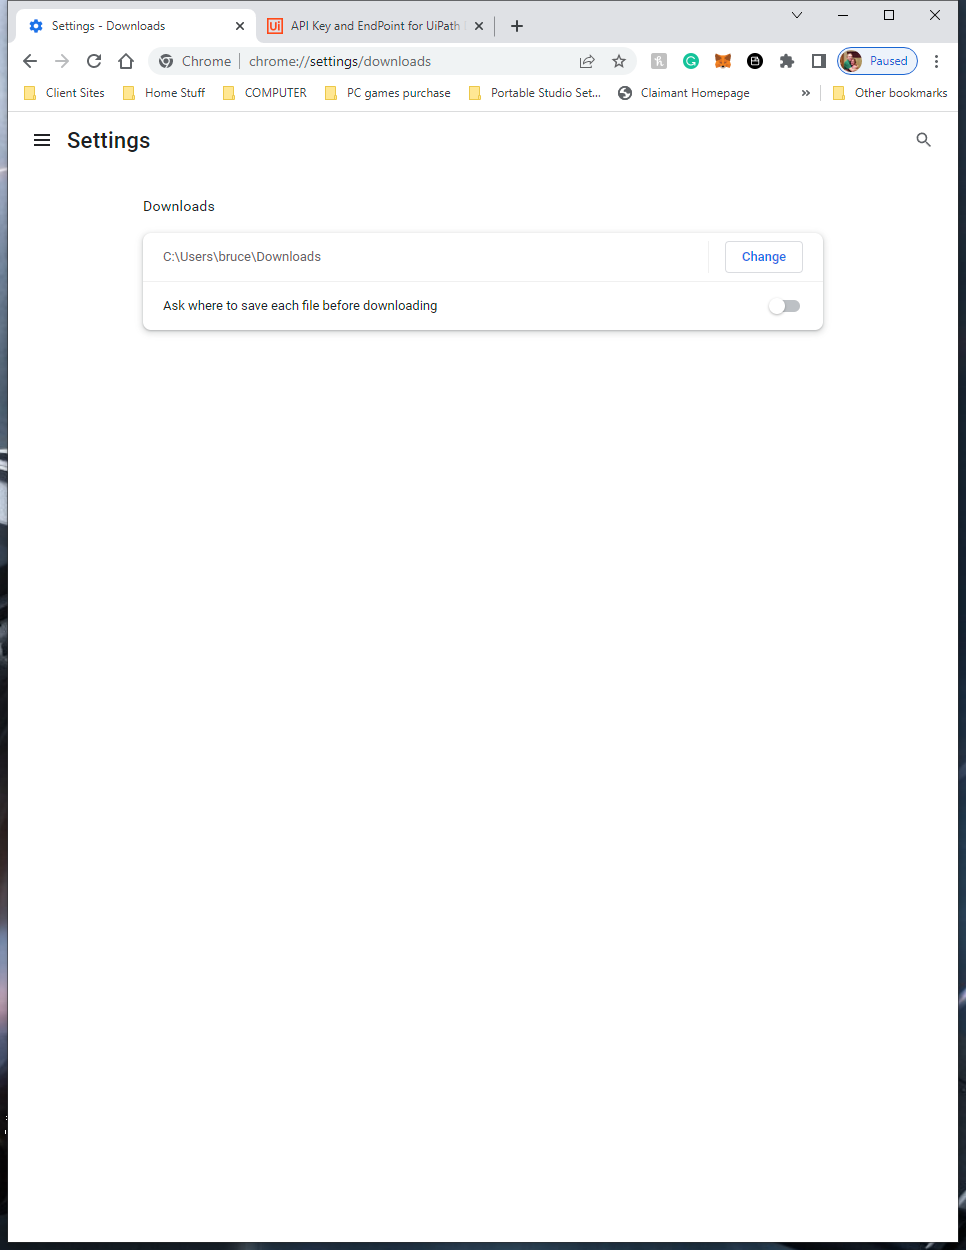 Settings - Downloads
Ui API Key and EndPoint for UiPath
Chrome chrome://settings/downloads
Paused
Client Sites Home Stuff COMPUTER PC games purchase Portable Studio Set... Claimant Homepage » Other bookmarks
Settings
Downloads
C:\Users\bruce\Downloads
Change
Ask where to save each file before downloading